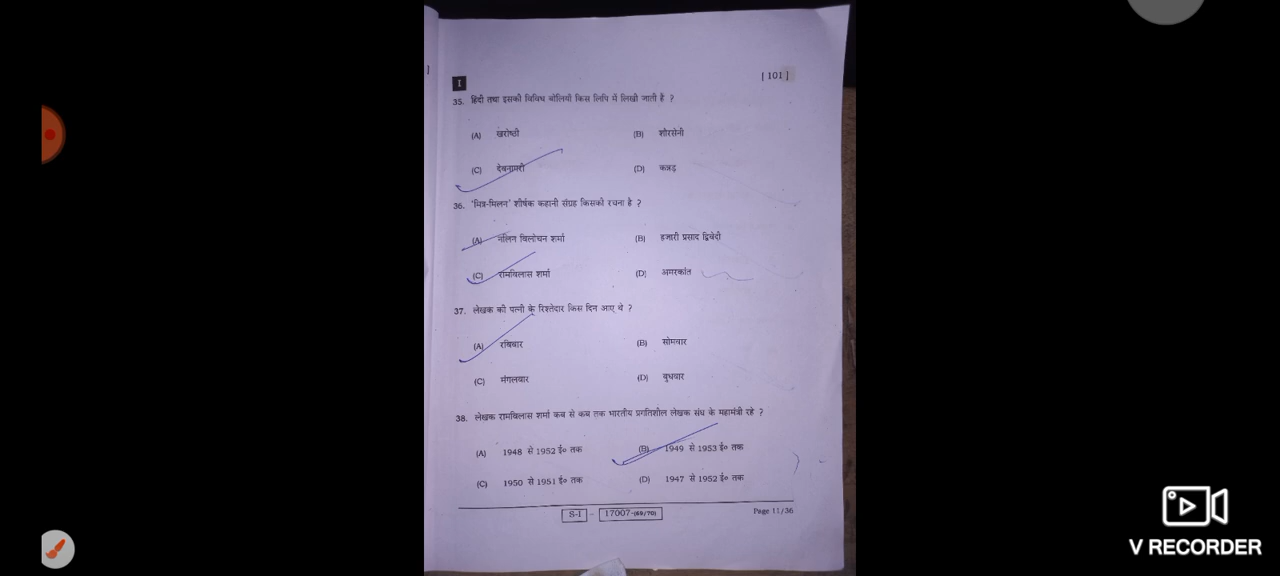 I
[ 101 ]
35. हिंदी तथा इसकी विविध बोलियाँ किस लिपि में लिखी जाती हैं ?
(A) खरोष्ठी (B) शौरसेनी
(C) देवनागरी (D) कन्नड़
36. 'मित्र-मिलन' शीर्षक कहानी संग्रह किसकी रचना है ?
(A) नलिन विलोचन शर्मा (B) हजारी प्रसाद द्विवेदी
(C) रामविलास शर्मा (D) अमरकांत
37. लेखक की पत्नी के रिश्तेदार किस दिन आए थे ?
(A) रविवार (B) सोमवार
(C) मंगलवार (D) बुधवार
38. लेखक रामविलास शर्मा कब से कब तक भारतीय प्रगतिशील लेखक संघ के महामंत्री रहे ?
(A) 1948 से 1952 ई० तक (B) 1949 से 1953 ई० तक
(C) 1950 से 1951 ई० तक (D) 1947 से 1952 ई० तक
S-I - 17007-(69/70) Page 11/36
V RECORDER